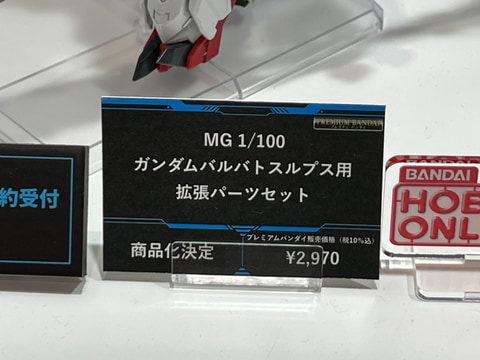 PREMIUM BANDAI
MG 1/100
ガンダムバルバトスルプス用
拡張パーツセット
プレミアムバンダイ販売価格（税10%込）
商品化決定
¥2,970
約受付
BANDAI
HOB
ONL